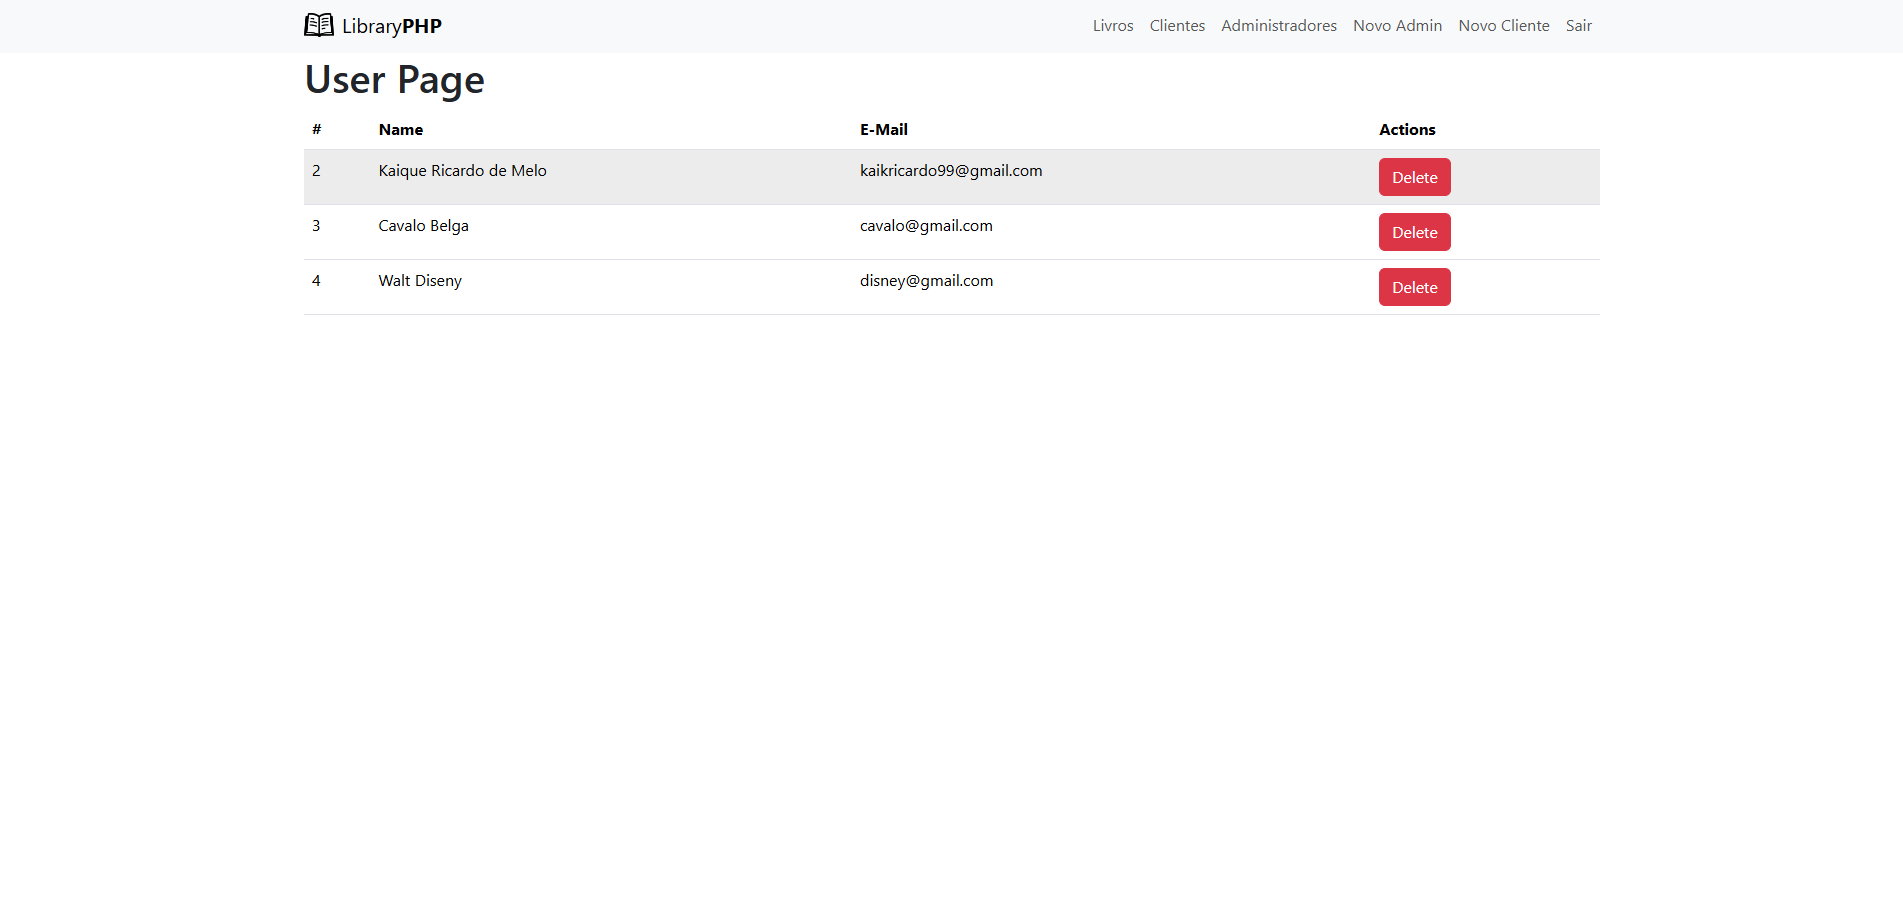 LibraryPHP Livros Clientes Administradores Novo Admin Novo Cliente Sair
User Page
# Name E-Mail Actions
2 Kaique Ricardo de Melo kaikricardo99@gmail.com Delete
3 Cavalo Belga cavalo@gmail.com Delete
4 Walt Diseny disney@gmail.com Delete